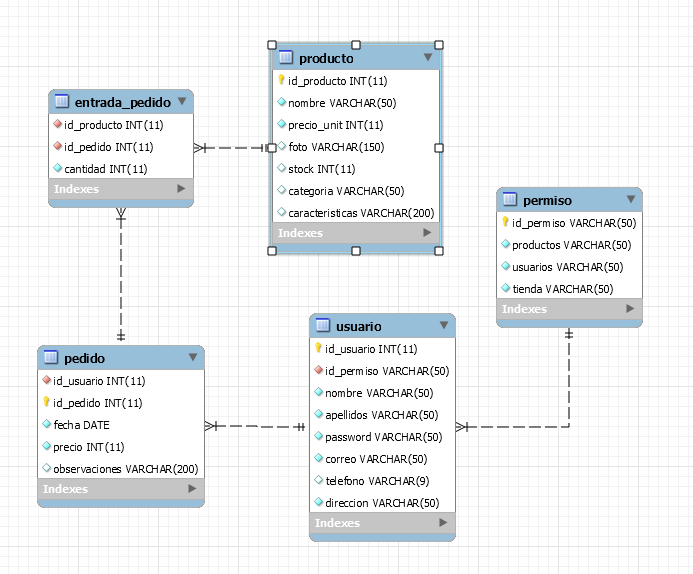 producto
id_producto INT(11)
nombre VARCHAR(50)
precio_unit INT(11)
foto VARCHAR(150)
stock INT(11)
categoria VARCHAR(50)
caracteristicas VARCHAR(200)
Indexes
entrada_pedido
id_producto INT(11)
id_pedido INT(11)
cantidad INT(11)
Indexes
permiso
id_permiso VARCHAR(50)
productos VARCHAR(50)
usuarios VARCHAR(50)
tienda VARCHAR(50)
Indexes
usuario
id_usuario INT(11)
id_permiso VARCHAR(50)
nombre VARCHAR(50)
apellidos VARCHAR(50)
password VARCHAR(50)
correo VARCHAR(50)
telefono VARCHAR(9)
direccion VARCHAR(50)
Indexes
pedido
id_usuario INT(11)
id_pedido INT(11)
fecha DATE
precio INT(11)
observaciones VARCHAR(200)
Indexes